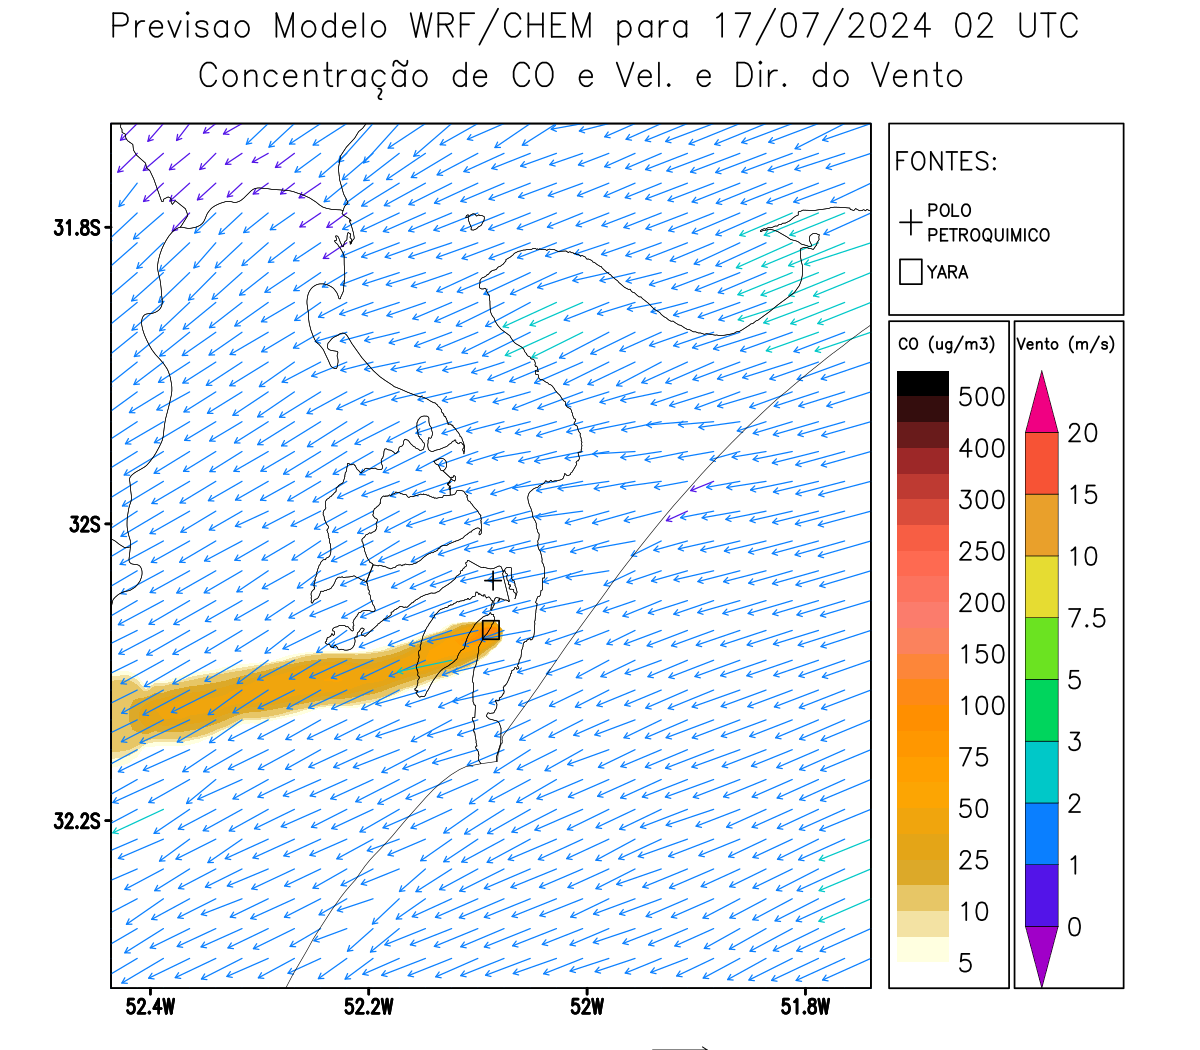 Previsao Modelo WRF/CHEM para 17/07/2024 02 UTC
Concentração de CO e Vel. e Dir. do Vento
FONTES:
POLO
PETROQUIMICO
YARA
CO (ug/m3)
500
400
300
250
200
150
100
75
50
25
10
5
Vento (m/s)
20
15
10
7.5
5
3
2
1
0
31.8S
32S
32.2S
52.4W
52.2W
52W
51.8W